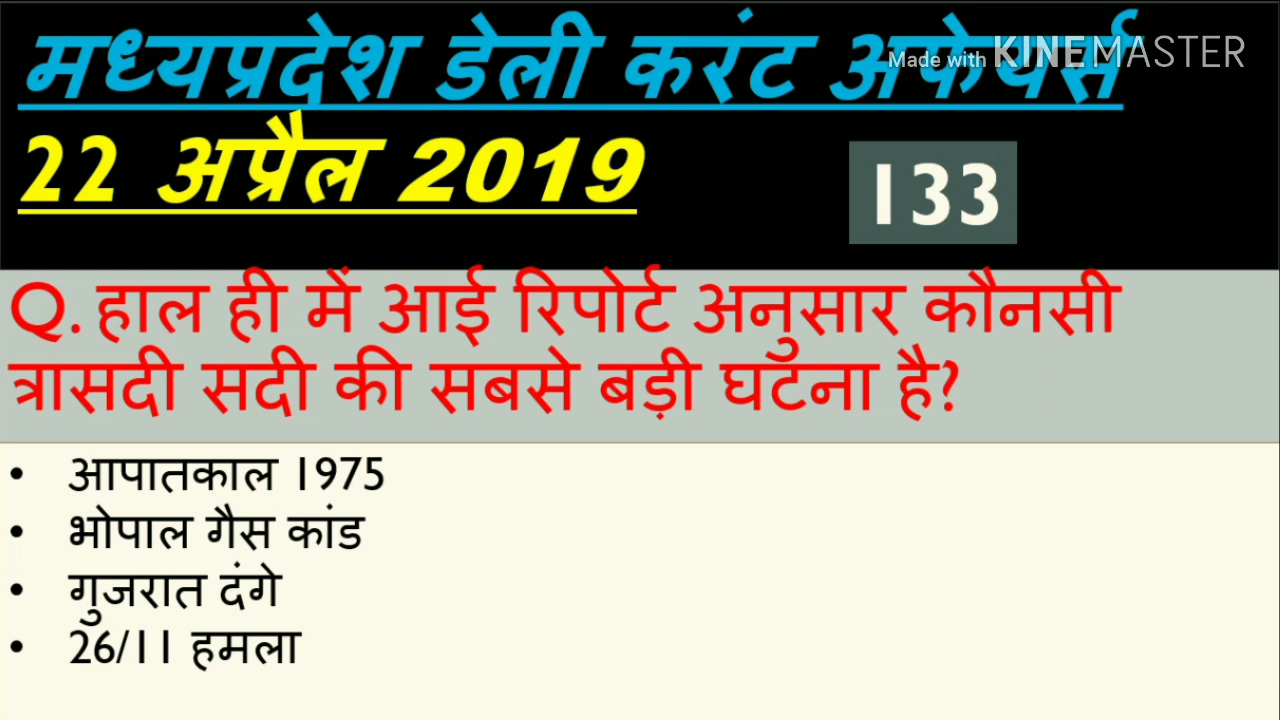 मध्यप्रदेश डेली करंट अफेयर्स
Made with KINEMASTER
22 अप्रैल 2019
133
Q. हाल ही में आई रिपोर्ट अनुसार कौनसी
त्रासदी सदी की सबसे बड़ी घटना है?
• आपातकाल 1975
• भोपाल गैस कांड
• गुजरात दंगे
• 26/11 हमला